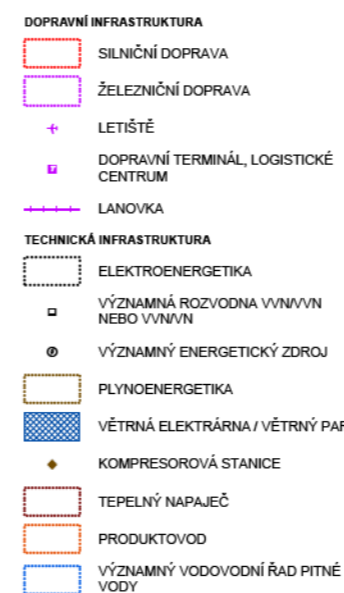 DOPRAVNÍ INFRASTRUKTURA
SILNIČNÍ DOPRAVA
ŽELEZNIČNÍ DOPRAVA
LETIŠTĚ
DOPRAVNÍ TERMINÁL, LOGISTICKÉ
CENTRUM
LANOVKA
TECHNICKÁ INFRASTRUKTURA
ELEKTROENERGETIKA
VÝZNAMNÁ ROZVODNA VVN/VVN
NEBO VVN/VN
VÝZNAMNÝ ENERGETICKÝ ZDROJ
PLYNOENERGETIKA
VĚTRNÁ ELEKTRÁRNA / VĚTRNÝ PAR
KOMPRESOROVÁ STANICE
TEPELNÝ NAPAJEČ
PRODUKTOVOD
VÝZNAMNÝ VODOVODNÍ ŘAD PITNÉ
VODY